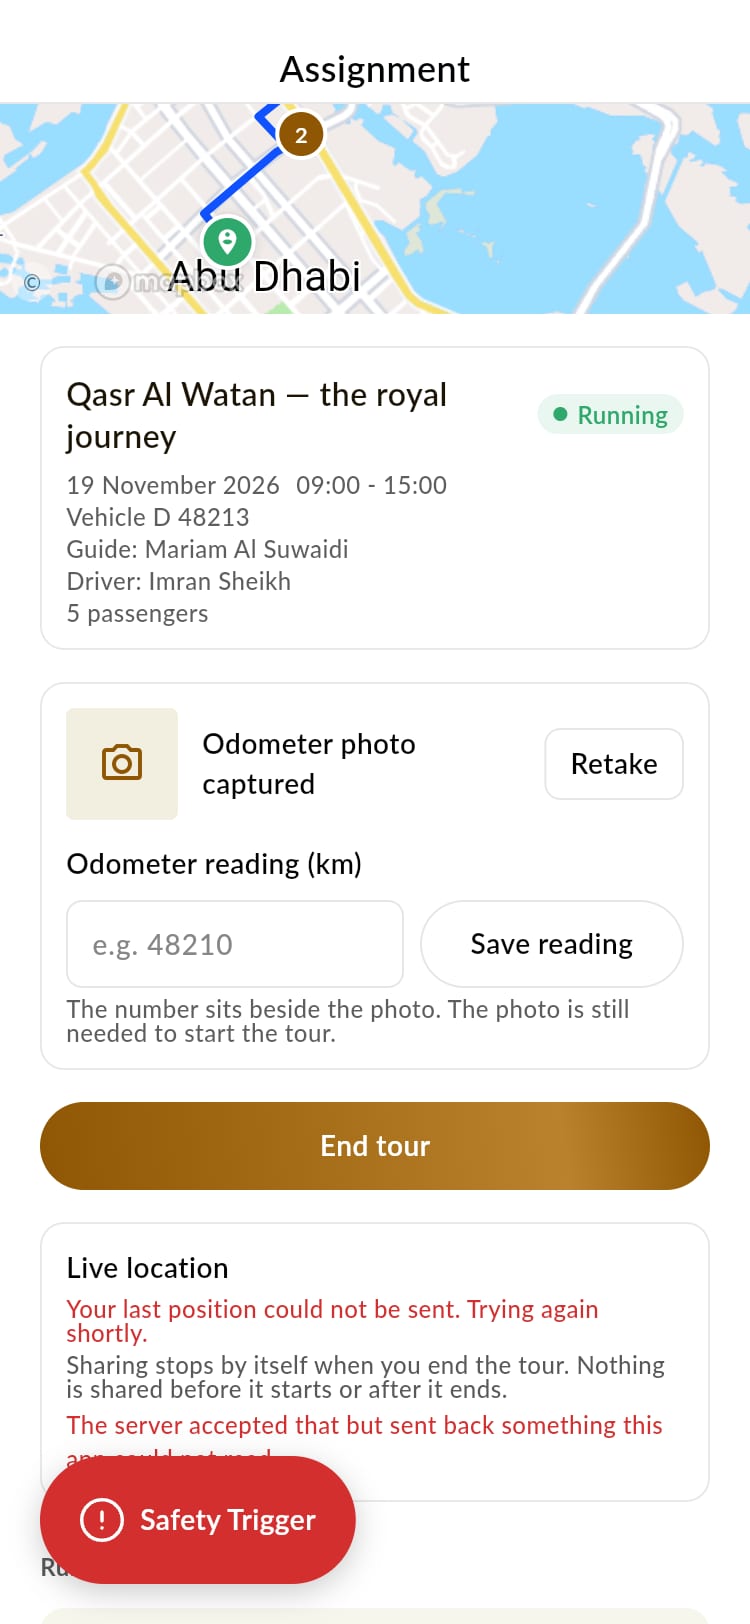 Assignment
2
Abu Dhabi
© mapbox
Qasr Al Watan — the royal
journey
Running
19 November 2026 09:00 - 15:00
Vehicle D 48213
Guide: Mariam Al Suwaidi
Driver: Imran Sheikh
5 passengers
Odometer photo
captured
Retake
Odometer reading (km)
e.g. 48210
Save reading
The number sits beside the photo. The photo is still
needed to start the tour.
End tour
Live location
Your last position could not be sent. Trying again
shortly.
Sharing stops by itself when you end the tour. Nothing
is shared before it starts or after it ends.
The server accepted that but sent back something this
app could not read.
Safety Trigger